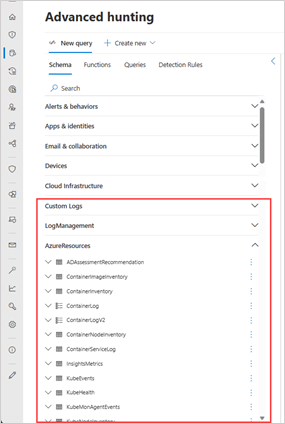 Advanced hunting
New query
Create new
Schema Functions Queries Detection Rules
Search
Alerts & behaviors
Apps & identities
Email & collaboration
Devices
Cloud Infrastructure
Custom Logs
LogManagement
AzureResources
ADAssessmentRecommendation
ContainerImageInventory
ContainerInventory
ContainerLog
ContainerLogV2
ContainerNodeInventory
ContainerServiceLog
InsightsMetrics
KubeEvents
KubeHealth
KubeMonAgentEvents